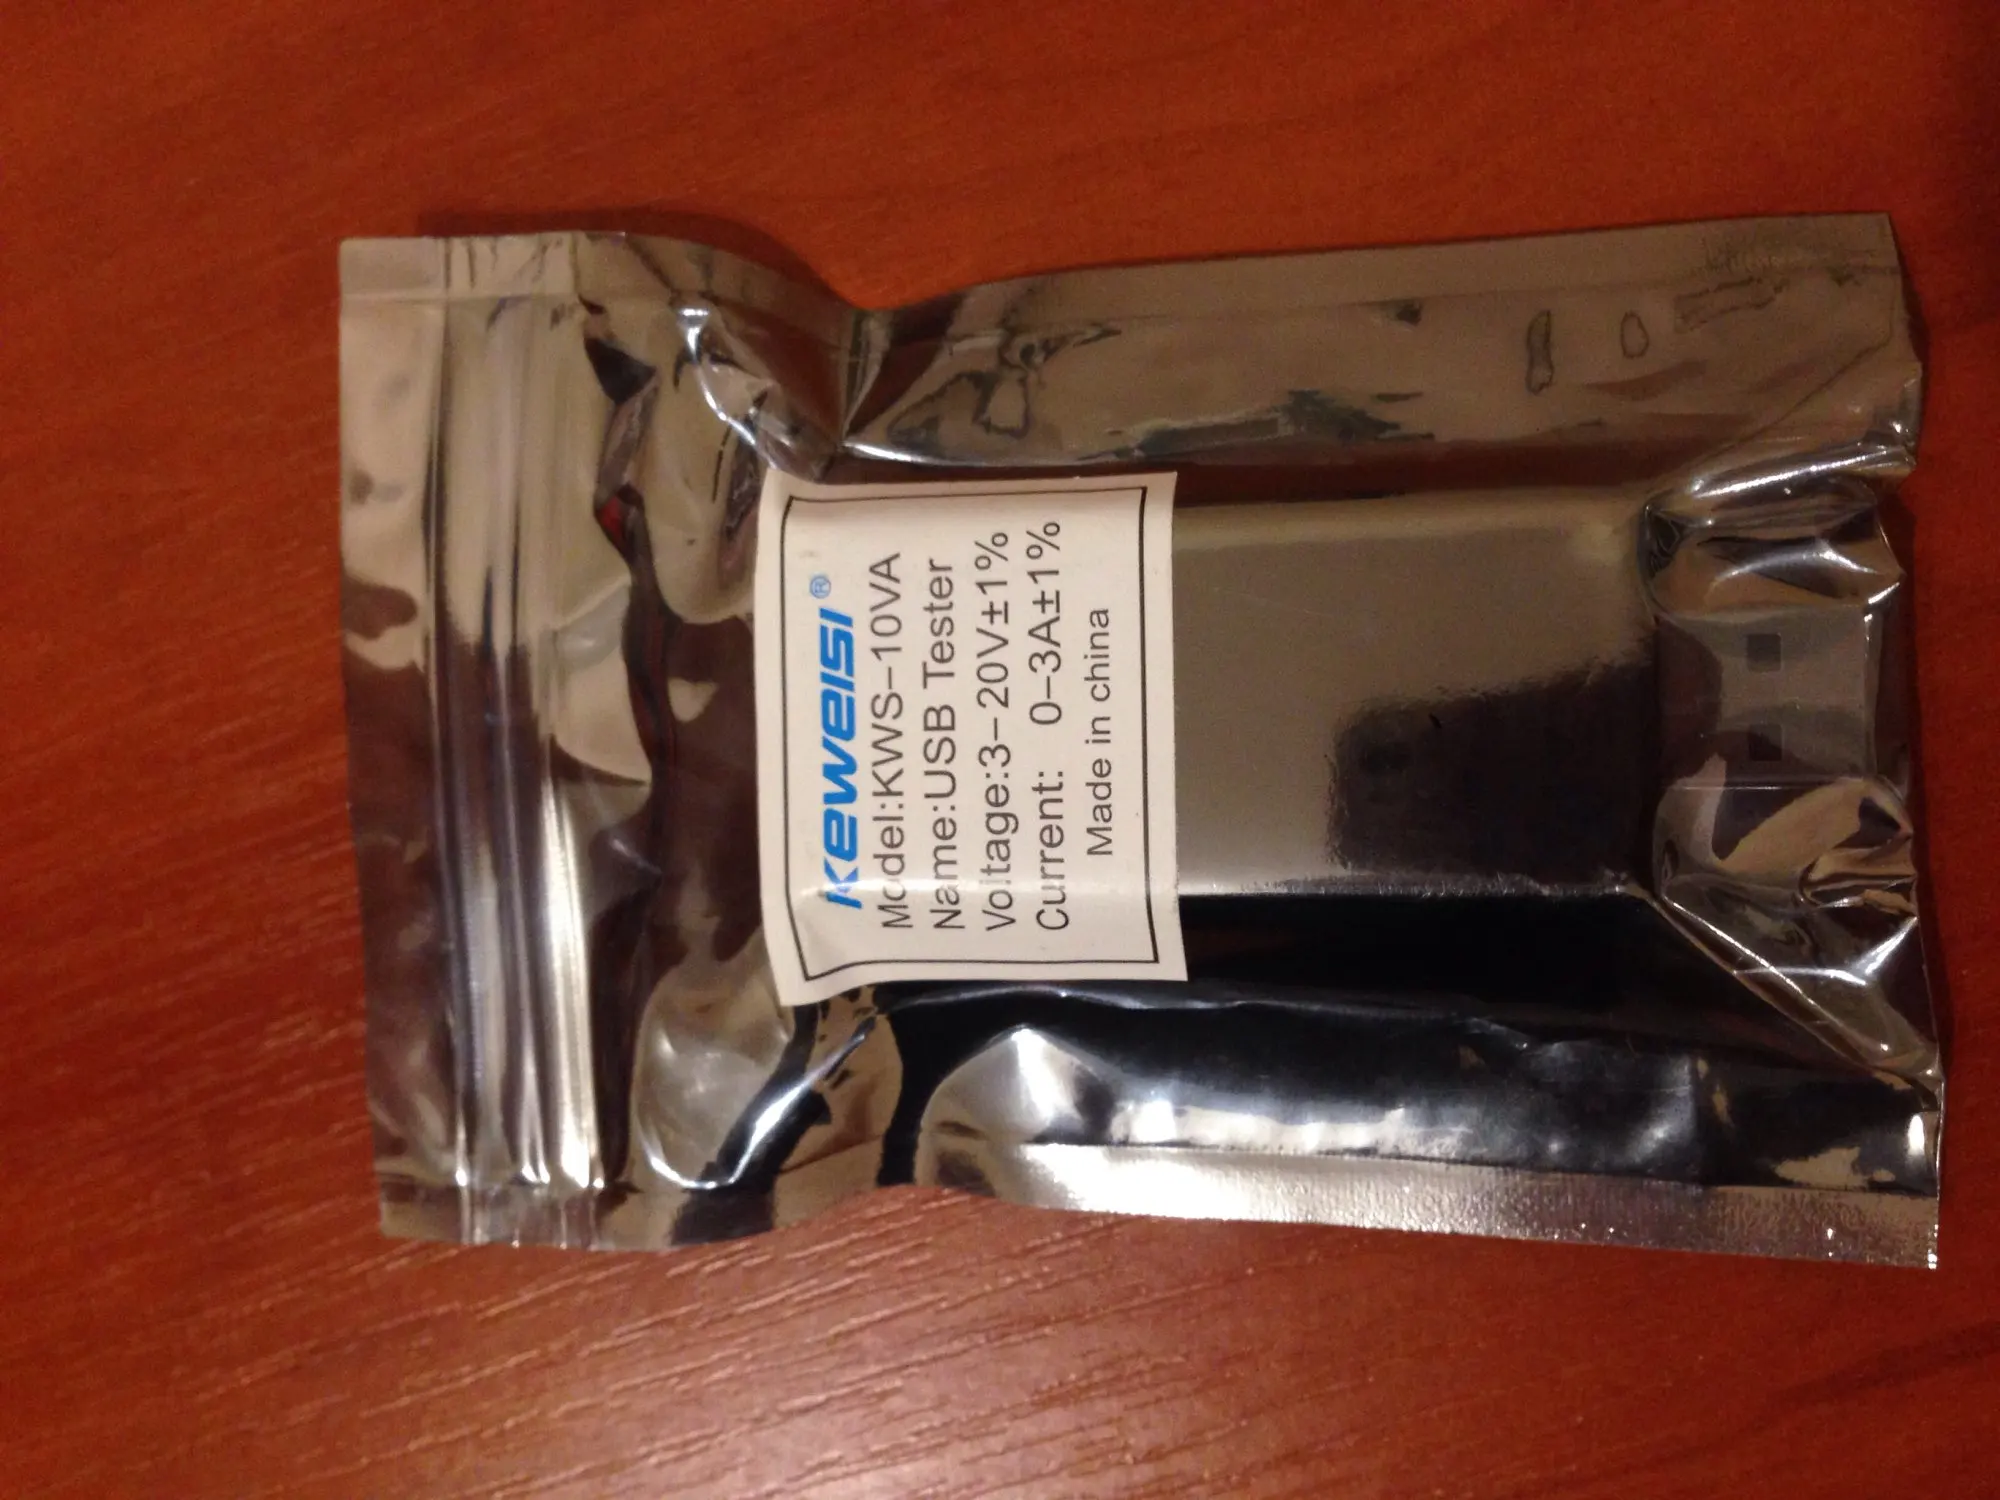 KEWEISI®
Model:KWS-10VA
Name:USB Tester
Voltage:3-20V±1%
Current: 0-3A±1%
Made in china